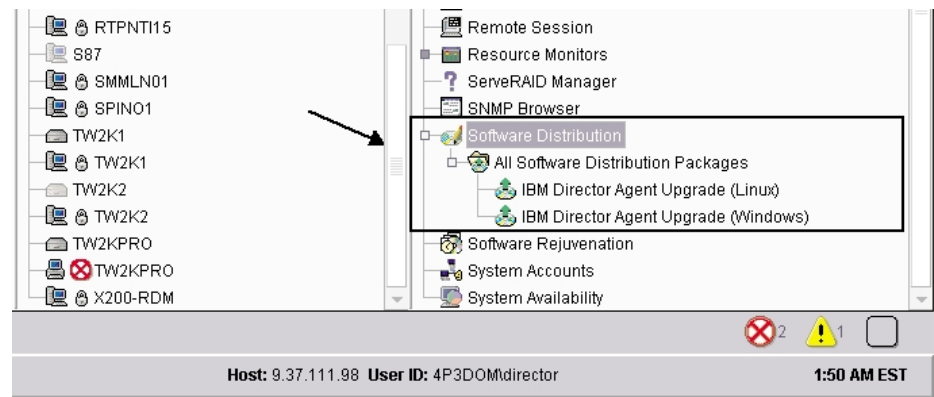 RTPNTI15
S87
SMMLN01
SPINO1
TW2K1
TW2K1
TW2K2
TW2K2
TW2KPRO
TW2KPRO
X200-RDM
Remote Session
Resource Monitors
ServeRAID Manager
SNMP Browser
Software Distribution
All Software Distribution Packages
IBM Director Agent Upgrade (Linux)
IBM Director Agent Upgrade (Windows)
Software Rejuvenation
System Accounts
System Availability
2 1
Host: 9.37.111.98 User ID: 4P3DOM\director 1:50 AM EST